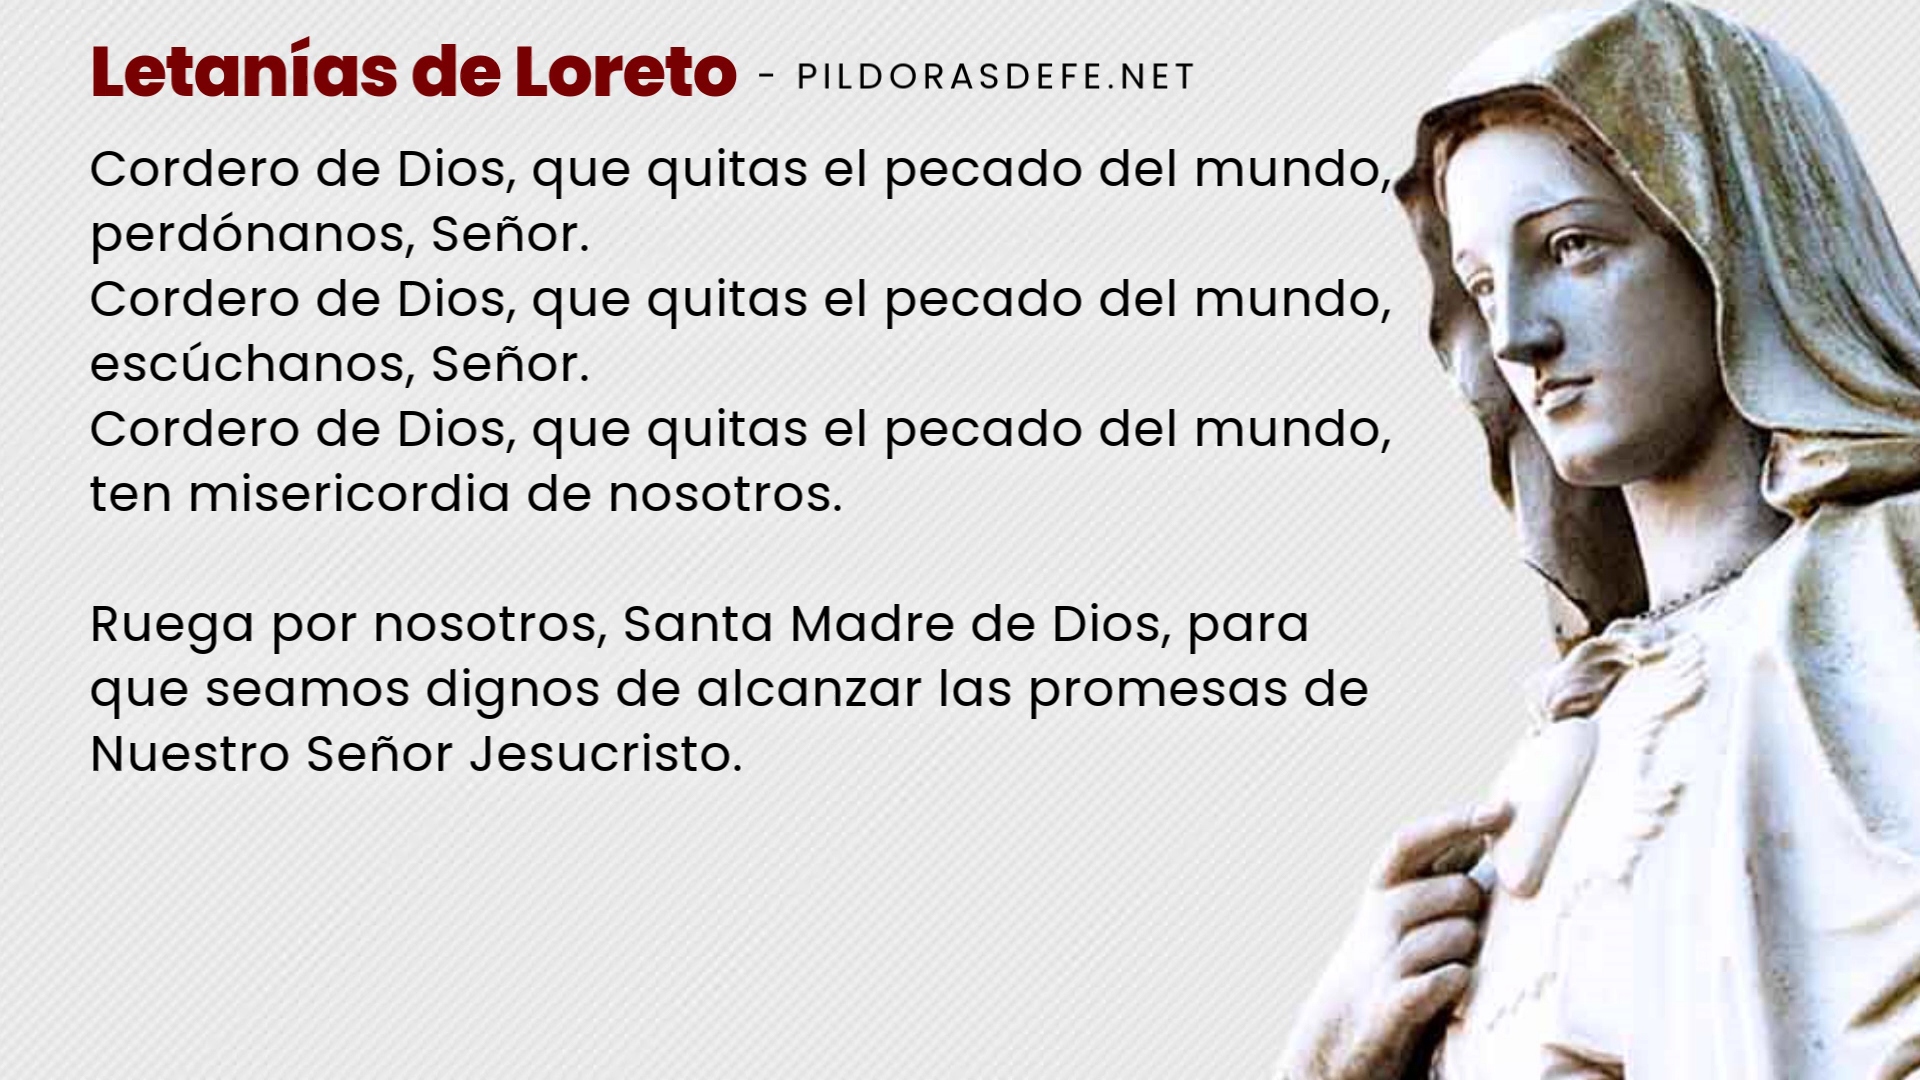 Letanías de Loreto - PILDORASDEFE.NET
Cordero de Dios, que quitas el pecado del mundo,
perdónanos, Señor.
Cordero de Dios, que quitas el pecado del mundo,
escúchanos, Señor.
Cordero de Dios, que quitas el pecado del mundo,
ten misericordia de nosotros.
Ruega por nosotros, Santa Madre de Dios, para
que seamos dignos de alcanzar las promesas de
Nuestro Señor Jesucristo.